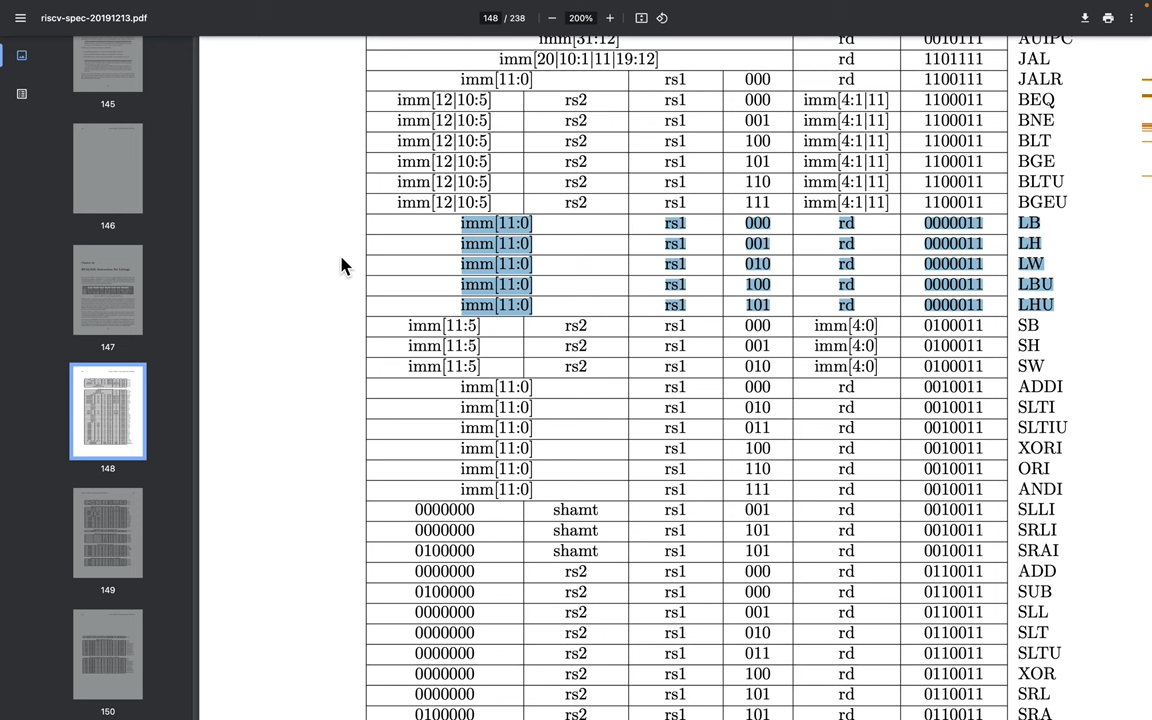 riscv-spec-20191213.pdf 148 / 238 200%
imm[31:12] rd 0010111 AUIPC
imm[20|10:1|11|19:12] rd 1101111 JAL
imm[11:0] rs1 000 rd 1100111 JALR
imm[12|10:5] rs2 rs1 000 imm[4:1|11] 1100011 BEQ
imm[12|10:5] rs2 rs1 001 imm[4:1|11] 1100011 BNE
imm[12|10:5] rs2 rs1 100 imm[4:1|11] 1100011 BLT
imm[12|10:5] rs2 rs1 101 imm[4:1|11] 1100011 BGE
imm[12|10:5] rs2 rs1 110 imm[4:1|11] 1100011 BLTU
imm[12|10:5] rs2 rs1 111 imm[4:1|11] 1100011 BGEU
imm[11:0] rs1 000 rd 0000011 LB
imm[11:0] rs1 001 rd 0000011 LH
imm[11:0] rs1 010 rd 0000011 LW
imm[11:0] rs1 100 rd 0000011 LBU
imm[11:0] rs1 101 rd 0000011 LHU
imm[11:5] rs2 rs1 000 imm[4:0] 0100011 SB
imm[11:5] rs2 rs1 001 imm[4:0] 0100011 SH
imm[11:5] rs2 rs1 010 imm[4:0] 0100011 SW
imm[11:0] rs1 000 rd 0010011 ADDI
imm[11:0] rs1 010 rd 0010011 SLTI
imm[11:0] rs1 011 rd 0010011 SLTIU
imm[11:0] rs1 100 rd 0010011 XORI
imm[11:0] rs1 110 rd 0010011 ORI
imm[11:0] rs1 111 rd 0010011 ANDI
0000000 shamt rs1 001 rd 0010011 SLLI
0000000 shamt rs1 101 rd 0010011 SRLI
0100000 shamt rs1 101 rd 0010011 SRAI
0000000 rs2 rs1 000 rd 0110011 ADD
0100000 rs2 rs1 000 rd 0110011 SUB
0000000 rs2 rs1 001 rd 0110011 SLL
0000000 rs2 rs1 010 rd 0110011 SLT
0000000 rs2 rs1 011 rd 0110011 SLTU
0000000 rs2 rs1 100 rd 0110011 XOR
0000000 rs2 rs1 101 rd 0110011 SRL
0100000 rs2 rs1 101 rd 0110011 SRA
145
146
147
148
149
150